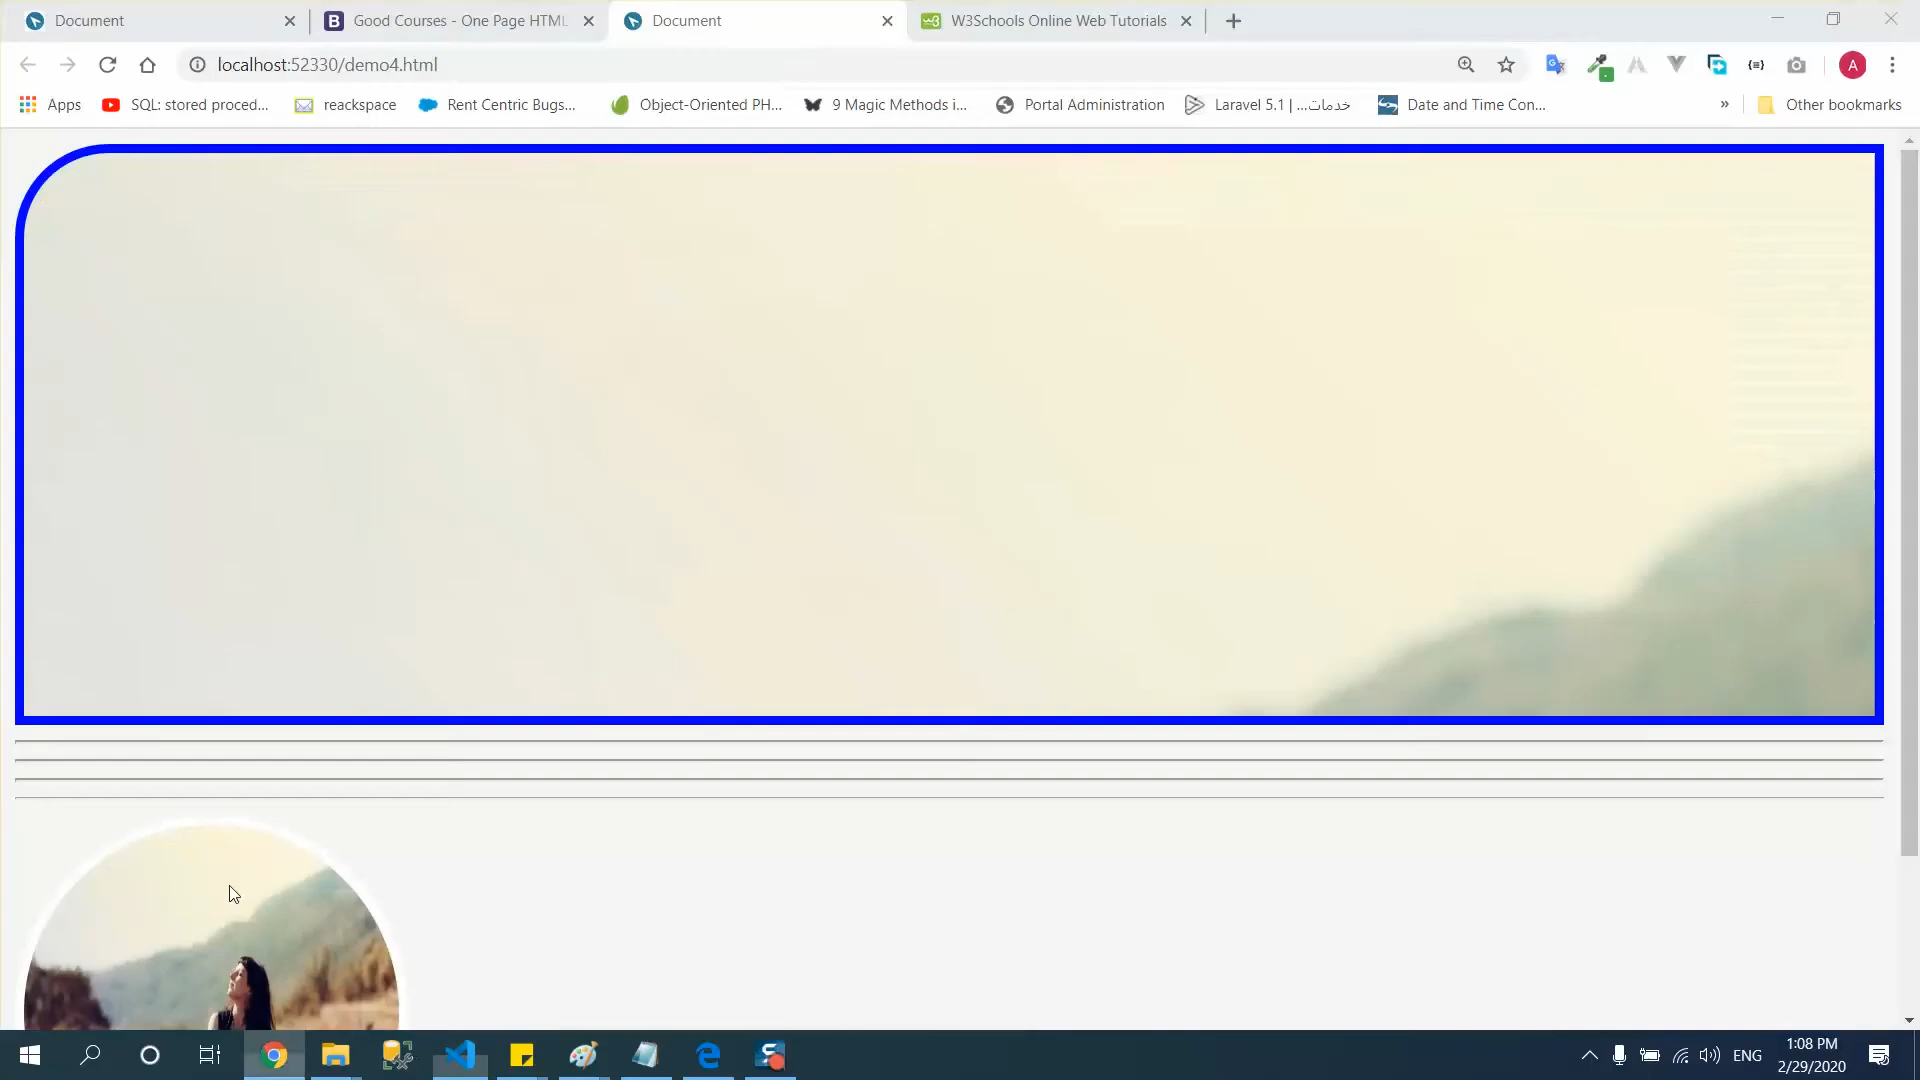 Document
Good Courses - One Page HTML
Document
W3Schools Online Web Tutorials
localhost:52330/demo4.html
A
Apps
SQL: stored proced...
reackspace
Rent Centric Bugs...
Object-Oriented PH...
9 Magic Methods i...
Portal Administration
Laravel 5.1 | ...خدمات
Date and Time Con...
»
Other bookmarks
ENG
1:08 PM
2/29/2020